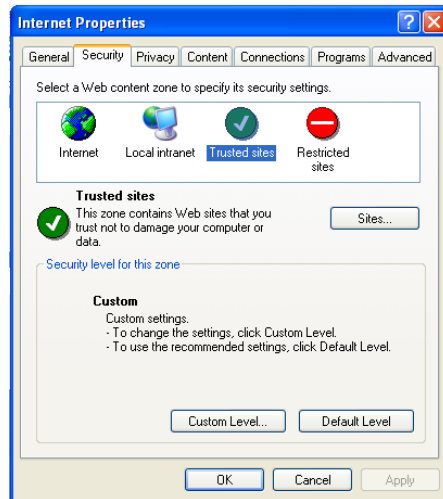 Internet Properties
General Security Privacy Content Connections Programs Advanced
Select a Web content zone to specify its security settings.
Internet Local intranet Trusted sites Restricted sites
Trusted sites
This zone contains Web sites that you
trust not to damage your computer or
data.
Sites...
Security level for this zone
Custom
Custom settings.
- To change the settings, click Custom Level.
- To use the recommended settings, click Default Level.
Custom Level... Default Level
OK Cancel Apply